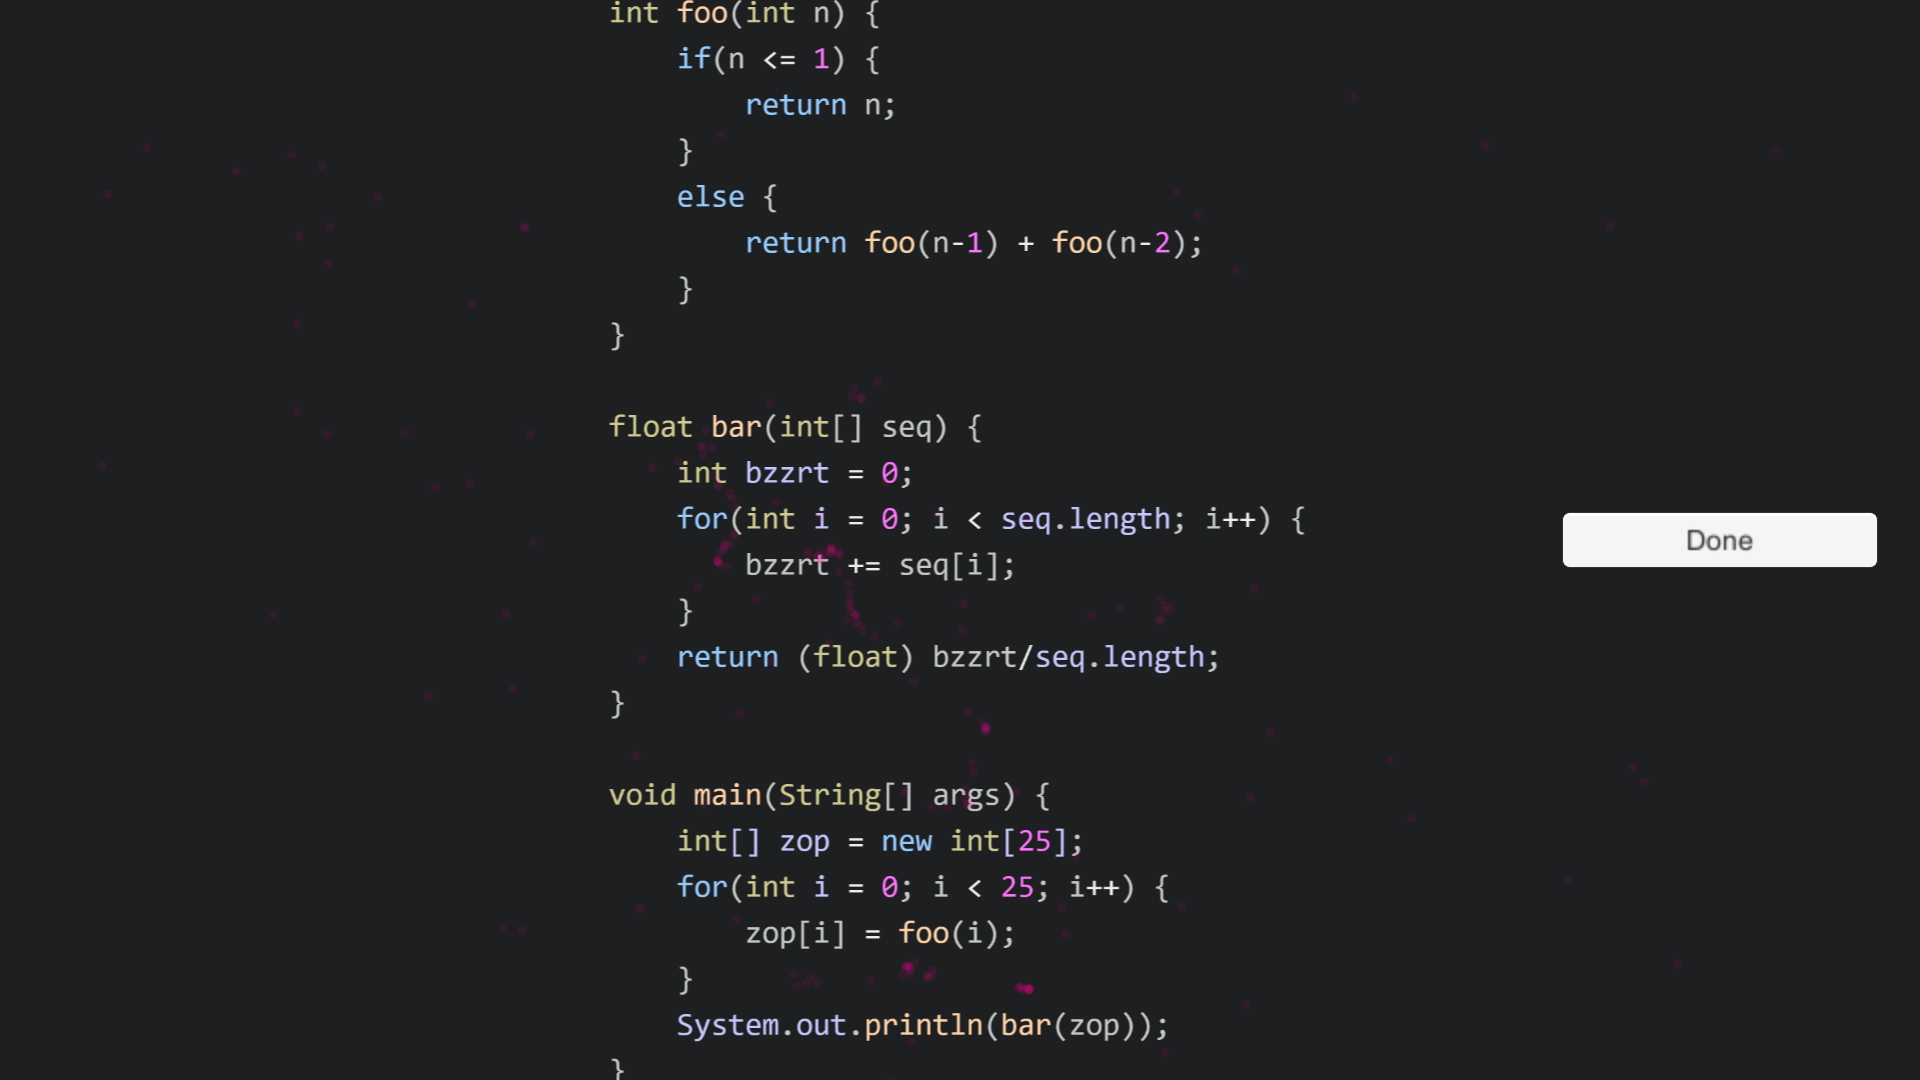 int foo(int n) {
if(n <= 1) {
return n;
}
else {
return foo(n-1) + foo(n-2);
}
}
float bar(int[] seq) {
int bzzrt = 0;
for(int i = 0; i < seq.length; i++) {
bzzrt += seq[i];
}
return (float) bzzrt/seq.length;
}
void main(String[] args) {
int[] zop = new int[25];
for(int i = 0; i < 25; i++) {
zop[i] = foo(i);
}
System.out.println(bar(zop));
}
Done